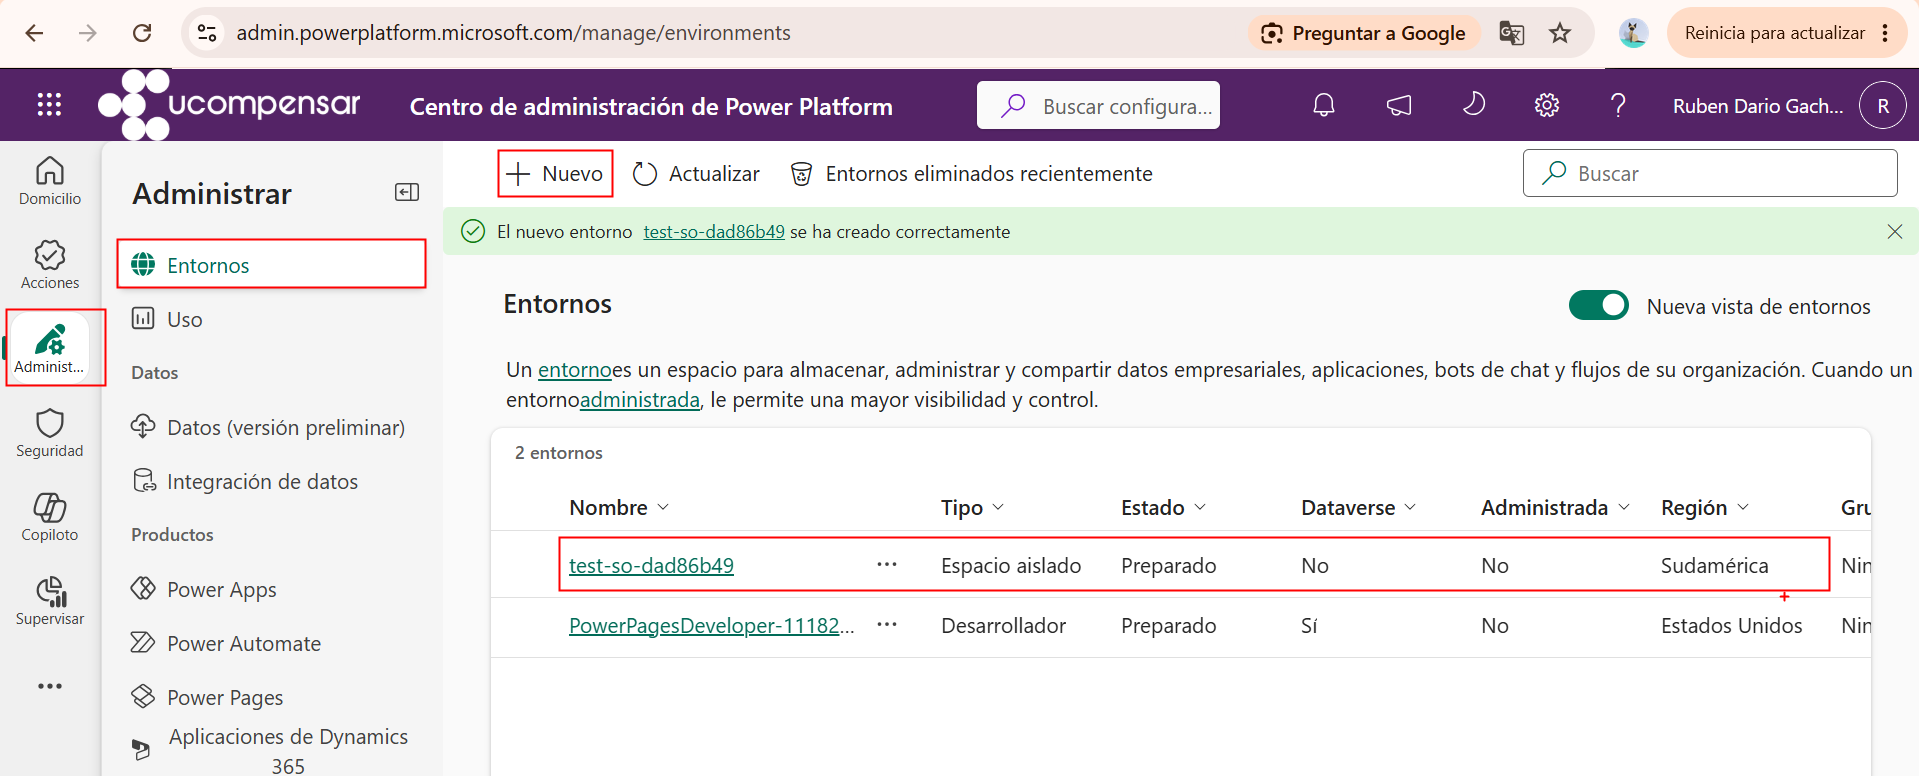 admin.powerplatform.microsoft.com/manage/environments
Preguntar a Google
Reinicia para actualizar
ucompensar
Centro de administración de Power Platform
Buscar configura...
Ruben Dario Gach...
R
Domicilio
Acciones
Administ...
Seguridad
Copiloto
Supervisar
Administrar
Entornos
Uso
Datos
Datos (versión preliminar)
Integración de datos
Productos
Power Apps
Power Automate
Power Pages
Aplicaciones de Dynamics
365
Nuevo
Actualizar
Entornos eliminados recientemente
Buscar
El nuevo entorno test-so-dad86b49 se ha creado correctamente
Entornos
Nueva vista de entornos
Un entornoes un espacio para almacenar, administrar y compartir datos empresariales, aplicaciones, bots de chat y flujos de su organización. Cuando un
entornoadministrada, le permite una mayor visibilidad y control.
2 entornos
Nombre Tipo Estado Dataverse Administrada Región Gru
test-so-dad86b49 ... Espacio aislado Preparado No No Sudamérica Nin
PowerPagesDeveloper-11182... ... Desarrollador Preparado Sí No Estados Unidos Nin